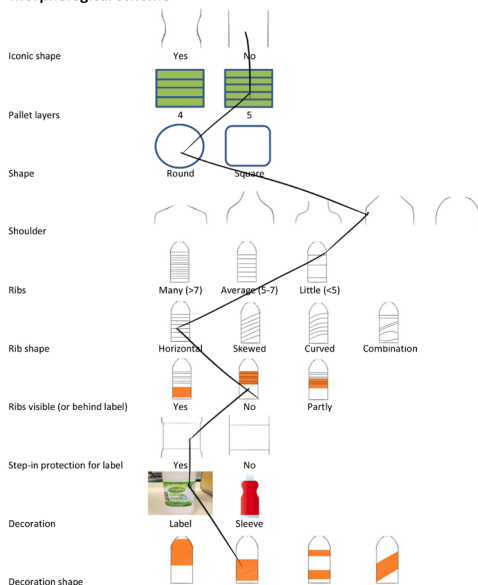 Iconic shape Yes No
Pallet layers 4 5
Shape Round Square
Shoulder
Ribs Many (>7) Average (5-7) Little (<5)
Rib shape Horizontal Skewed Curved Combination
Ribs visible (or behind label) Yes No Partly
Step-in protection for label Yes No
Decoration Label Sleeve
Decoration shape